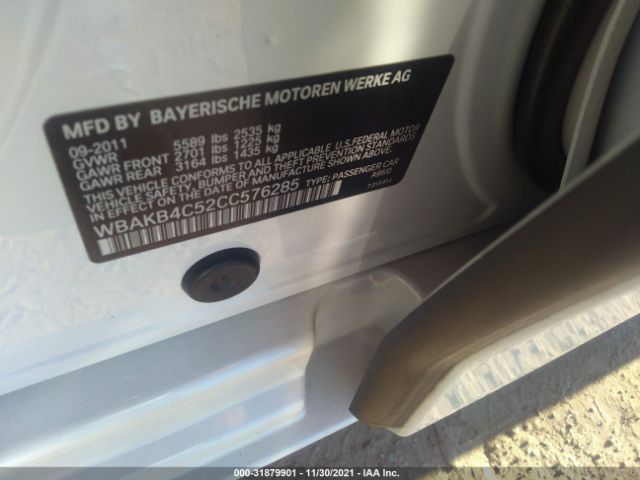 MFD BY BAYERISCHE MOTOREN WERKE AG
09-2011
GVWR 5589 lbs 2535 kg
GAWR FRONT 2701 lbs 1225 kg
GAWR REAR 3164 lbs 1435 kg
THIS VEHICLE CONFORMS TO ALL APPLICABLE U.S.FEDERAL MOTOR
VEHICLE SAFETY, BUMPER AND THEFT PREVENTION STANDARDS
IN EFFECT ON THE DATE OF MANUFACTURE SHOWN ABOVE.
WBAKB4C52CC576285 TYPE: PASSENGER CAR
A96/0
000-31879901 - 11/30/2021 - IAA Inc.